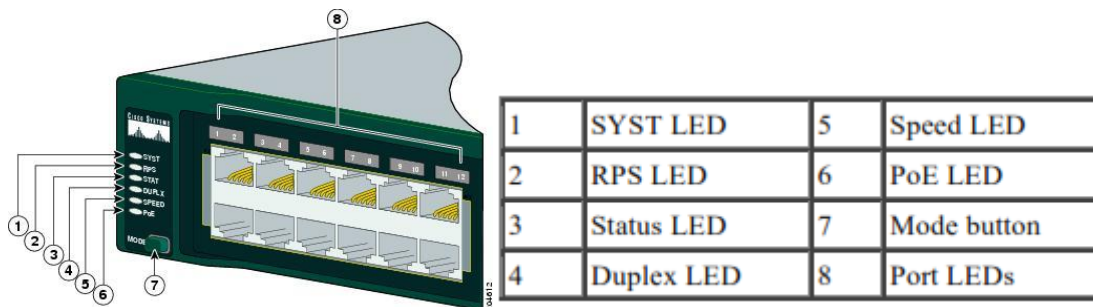 8
CISCO SYSTEMS
1 2 3 4 5 6 7 8 9 10 11 12
SYST
RPS
STAT
DUPLX
SPEED
PoE
MODE
1
2
3
4
5
6
7
94612
1 SYST LED 5 Speed LED
2 RPS LED 6 PoE LED
3 Status LED 7 Mode button
4 Duplex LED 8 Port LEDs